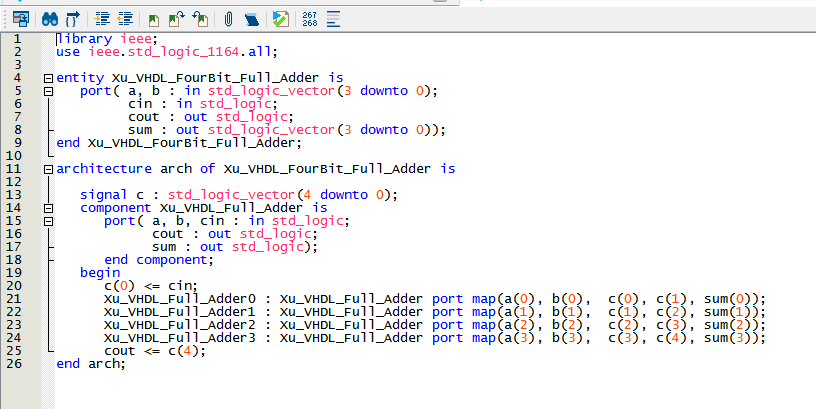 267
268
1 library ieee;
2 use ieee.std_logic_1164.all;
3
4 entity Xu_VHDL_FourBit_Full_Adder is
5 port( a, b : in std_logic_vector(3 downto 0);
6 cin : in std_logic;
7 cout : out std_logic;
8 sum : out std_logic_vector(3 downto 0));
9 end Xu_VHDL_FourBit_Full_Adder;
10
11 architecture arch of Xu_VHDL_FourBit_Full_Adder is
12
13 signal c : std_logic_vector(4 downto 0);
14 component Xu_VHDL_Full_Adder is
15 port( a, b, cin : in std_logic;
16 cout : out std_logic;
17 sum : out std_logic);
18 end component;
19 begin
20 c(0) <= cin;
21 Xu_VHDL_Full_Adder0 : Xu_VHDL_Full_Adder port map(a(0), b(0), c(0), c(1), sum(0));
22 Xu_VHDL_Full_Adder1 : Xu_VHDL_Full_Adder port map(a(1), b(1), c(1), c(2), sum(1));
23 Xu_VHDL_Full_Adder2 : Xu_VHDL_Full_Adder port map(a(2), b(2), c(2), c(3), sum(2));
24 Xu_VHDL_Full_Adder3 : Xu_VHDL_Full_Adder port map(a(3), b(3), c(3), c(4), sum(3));
25 cout <= c(4);
26 end arch;